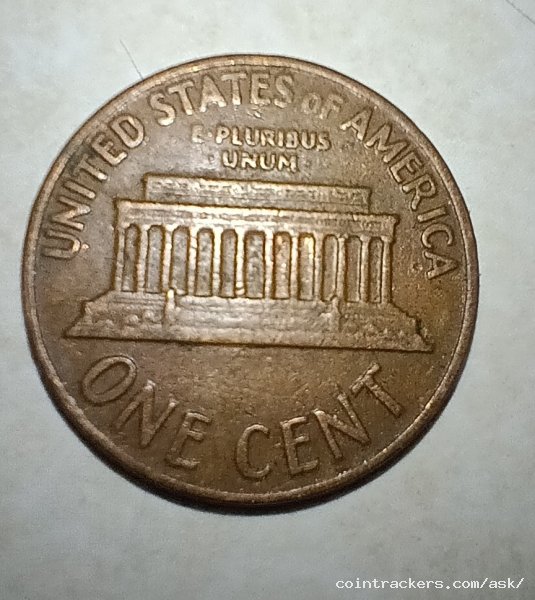 UNITED STATES OF AMERICA
E·PLURIBUS
UNUM
ONE CENT
cointrackers.com/ask/